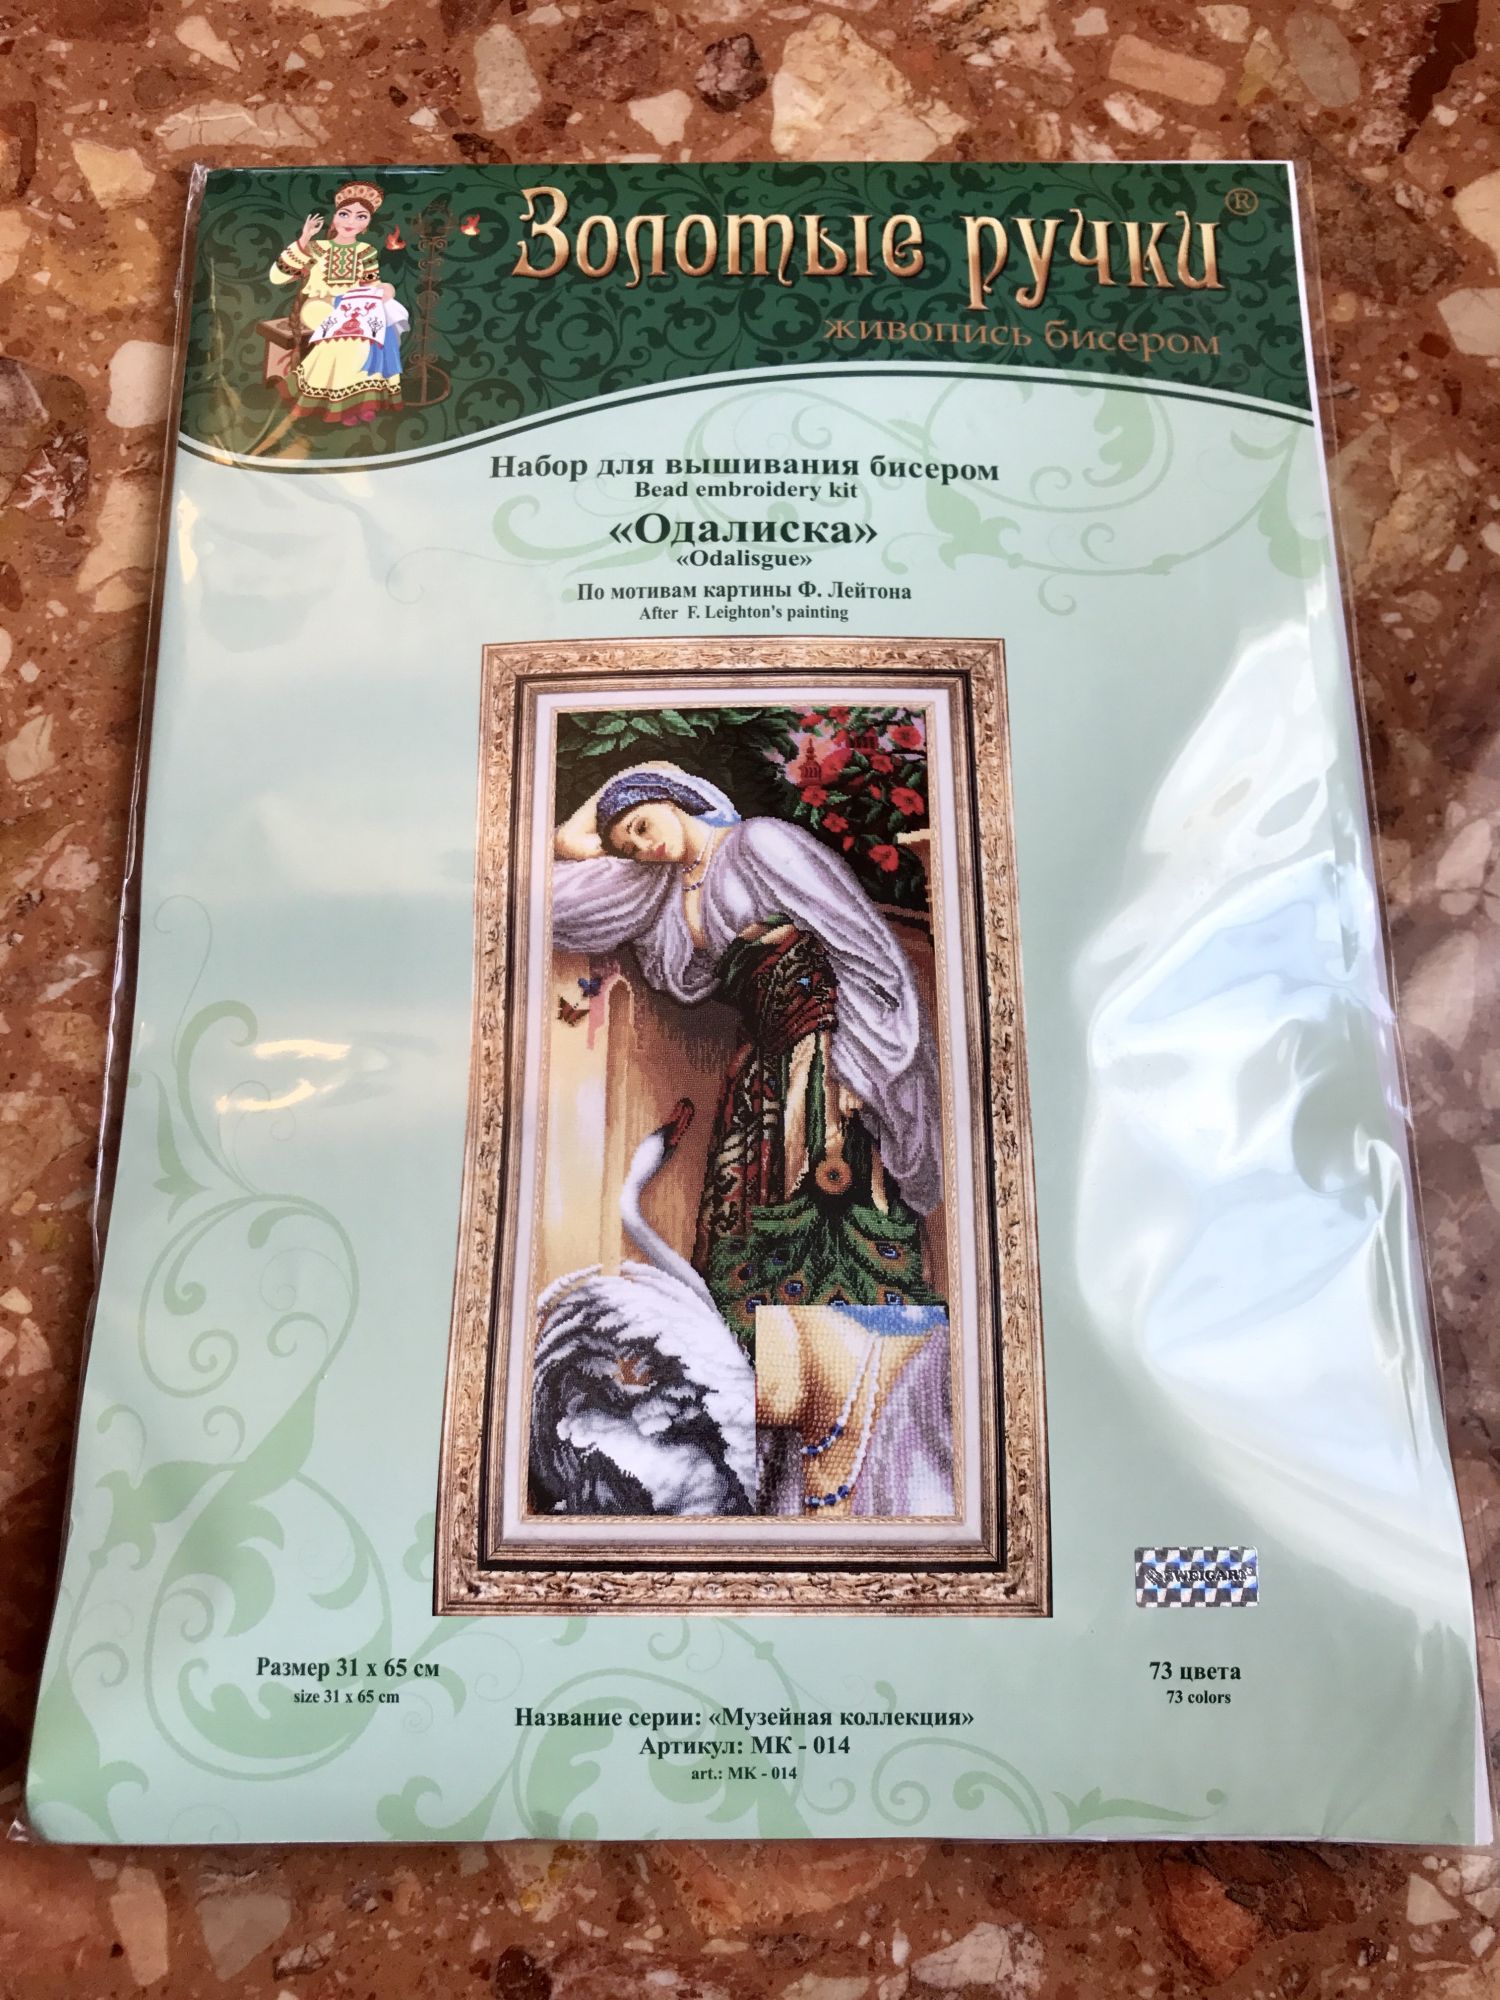 Золотые ручки®
живопись бисером
Набор для вышивания бисером
Bead embroidery kit
«Одалиска»
«Odalisgue»
По мотивам картины Ф. Лейтона
After F. Leighton's painting
ZWEIGART
Размер 31 x 65 см
size 31 x 65 cm
73 цвета
73 colors
Название серии: «Музейная коллекция»
Артикул: МК - 014
art.: MK - 014